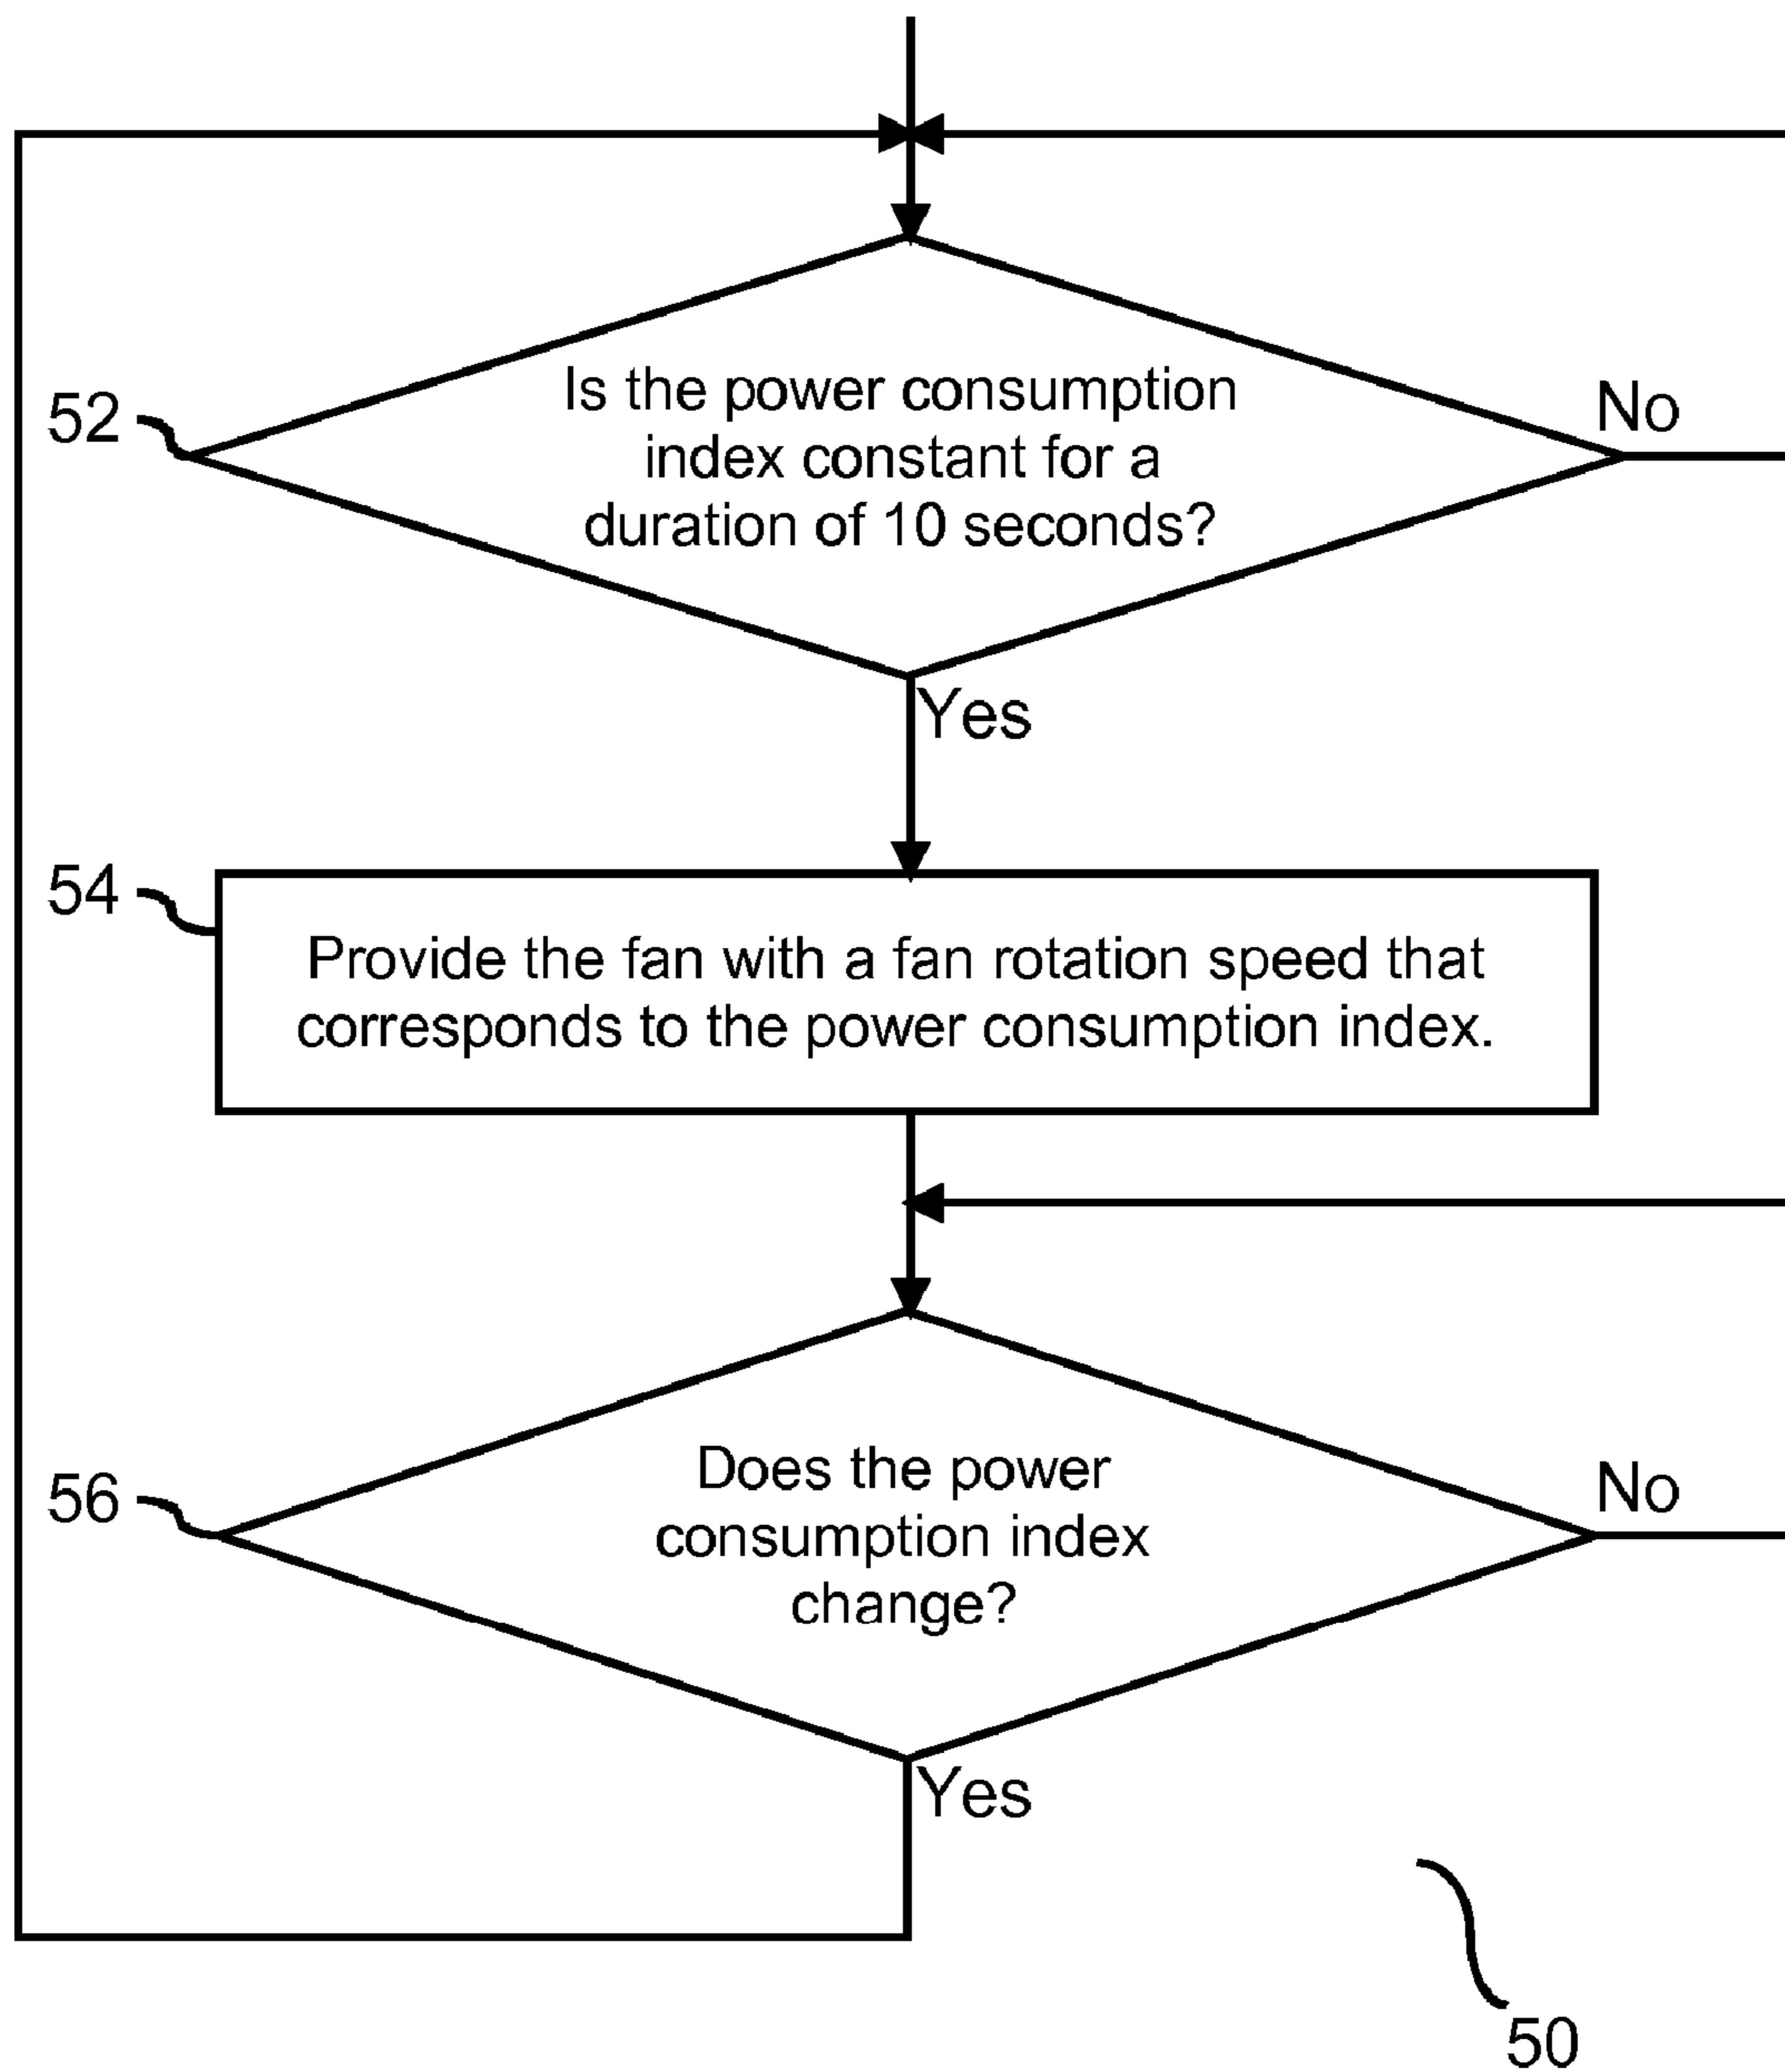 Is the power consumption
index constant for a
duration of 10 seconds?
52
No
Yes
54
Provide the fan with a fan rotation speed that
corresponds to the power consumption index.
Does the power
consumption index
change?
56
No
Yes
50